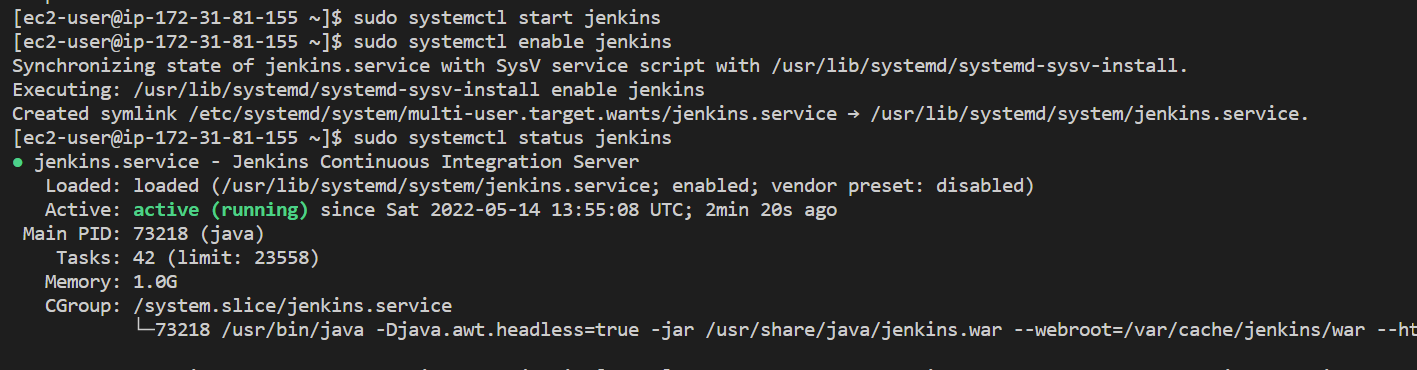 [ec2-user@ip-172-31-81-155 ~]$ sudo systemctl start jenkins
[ec2-user@ip-172-31-81-155 ~]$ sudo systemctl enable jenkins
Synchronizing state of jenkins.service with SysV service script with /usr/lib/systemd/systemd-sysv-install.
Executing: /usr/lib/systemd/systemd-sysv-install enable jenkins
Created symlink /etc/systemd/system/multi-user.target.wants/jenkins.service → /usr/lib/systemd/system/jenkins.service.
[ec2-user@ip-172-31-81-155 ~]$ sudo systemctl status jenkins
● jenkins.service - Jenkins Continuous Integration Server
   Loaded: loaded (/usr/lib/systemd/system/jenkins.service; enabled; vendor preset: disabled)
   Active: active (running) since Sat 2022-05-14 13:55:08 UTC; 2min 20s ago
 Main PID: 73218 (java)
    Tasks: 42 (limit: 23558)
   Memory: 1.0G
   CGroup: /system.slice/jenkins.service
           └─73218 /usr/bin/java -Djava.awt.headless=true -jar /usr/share/java/jenkins.war --webroot=/var/cache/jenkins/war --ht